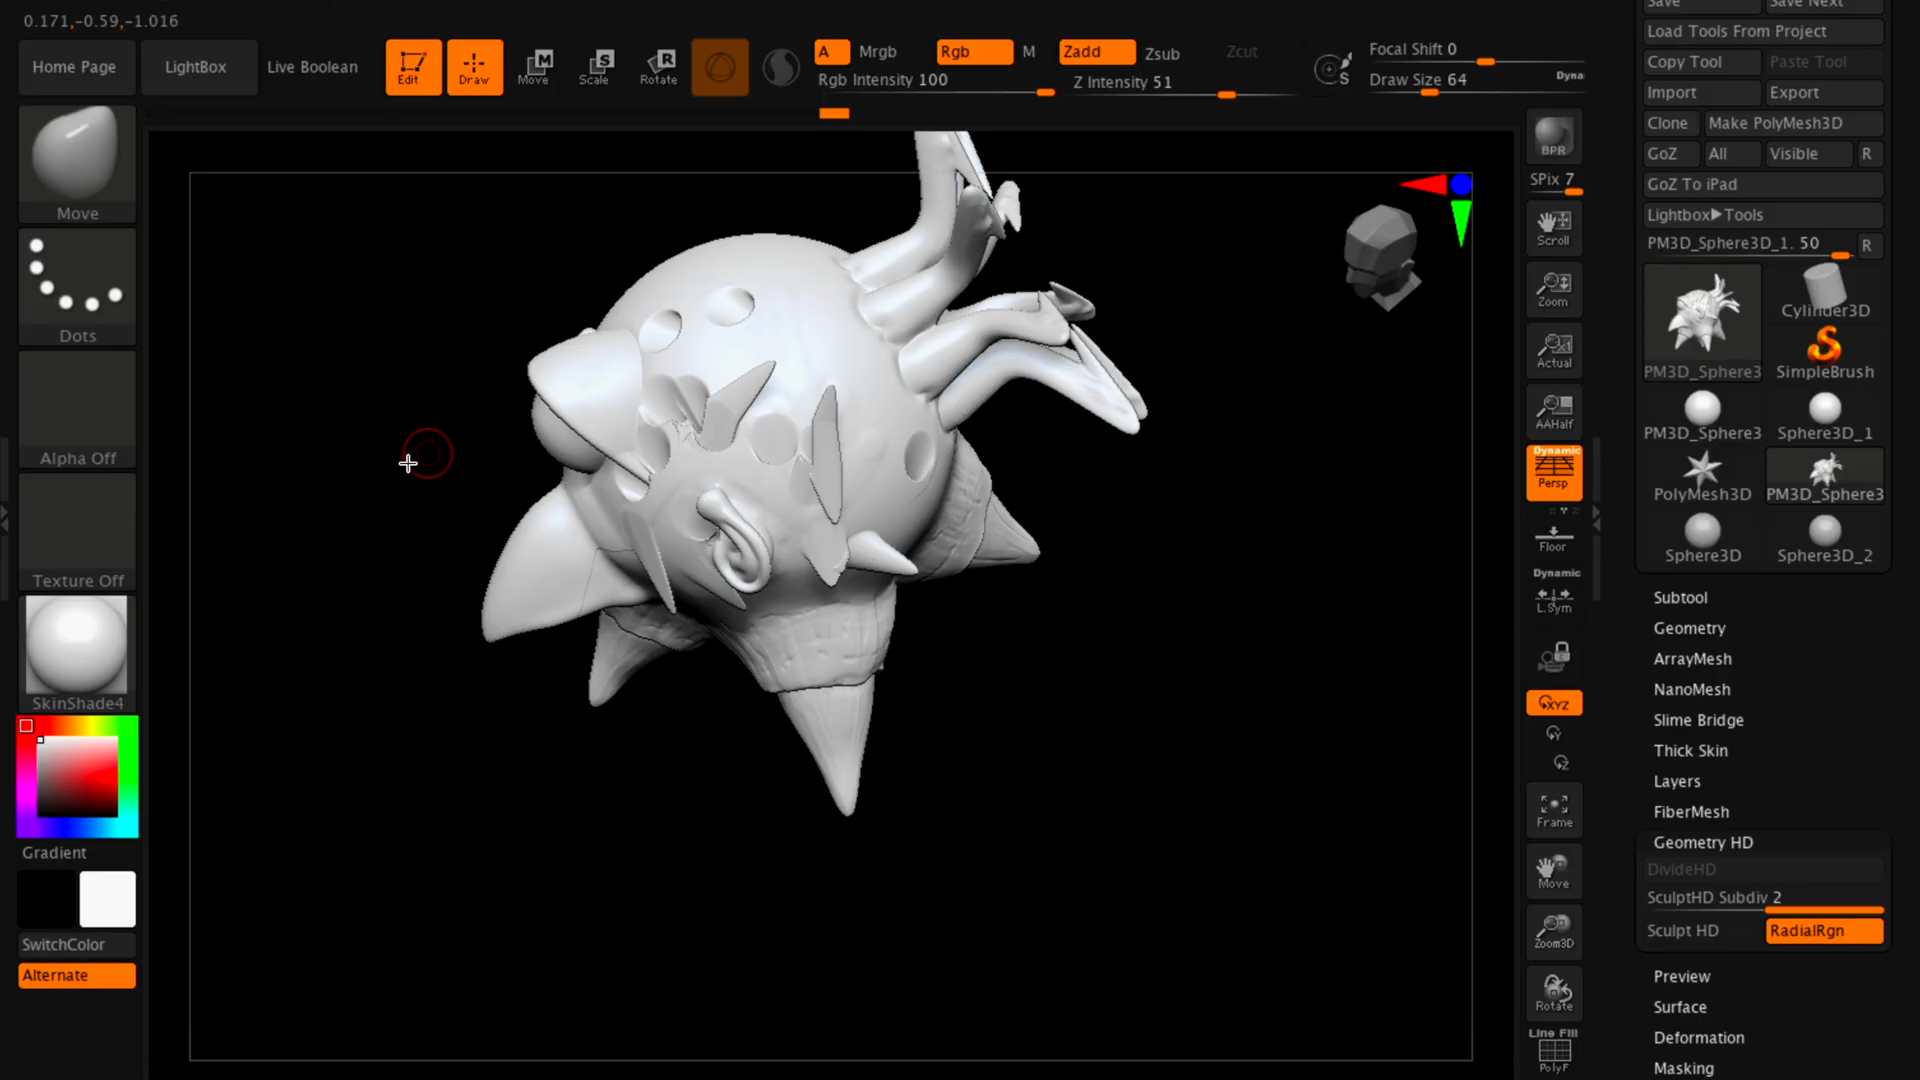 0.171,-0.59,-1.016
Home Page
LightBox
Live Boolean
Edit
Draw
Move
Scale
Rotate
A
Mrgb
Rgb
M
Zadd
Zsub
Zcut
Rgb Intensity 100
Z Intensity 51
Focal Shift 0
Draw Size 64
Dyna
S
Move
Dots
Alpha Off
Texture Off
SkinShade4
Gradient
SwitchColor
Alternate
BPR
SPix 7
Scroll
Zoom
Actual
AAHalf
Dynamic
Persp
Floor
Dynamic
L.Sym
XYZ
Y
Z
Frame
Move
Zoom3D
Rotate
Line Fill
PolyF
Save
Save Next
Load Tools From Project
Copy Tool
Paste Tool
Import
Export
Clone
Make PolyMesh3D
GoZ
All
Visible
R
GoZ To iPad
Lightbox▶Tools
PM3D_Sphere3D_1. 50
R
PM3D_Sphere3
Cylinder3D
SimpleBrush
PM3D_Sphere3
Sphere3D_1
PolyMesh3D
PM3D_Sphere3
Sphere3D
Sphere3D_2
Subtool
Geometry
ArrayMesh
NanoMesh
Slime Bridge
Thick Skin
Layers
FiberMesh
Geometry HD
DivideHD
SculptHD Subdiv 2
Sculpt HD
RadialRgn
Preview
Surface
Deformation
Masking